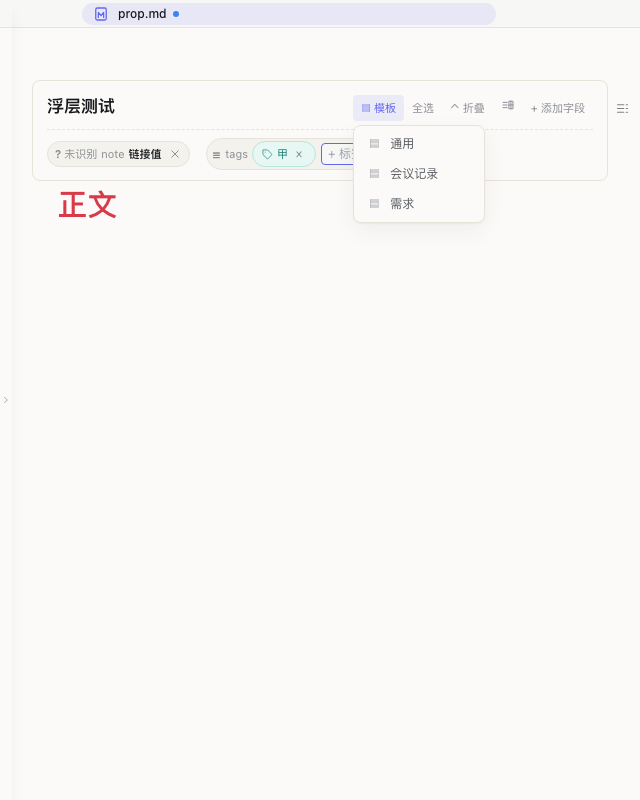 prop.md
浮层测试
模板 全选 折叠 + 添加字段
? 未识别 note 链接值 × tags 甲 × +
通用
会议记录
需求
正文